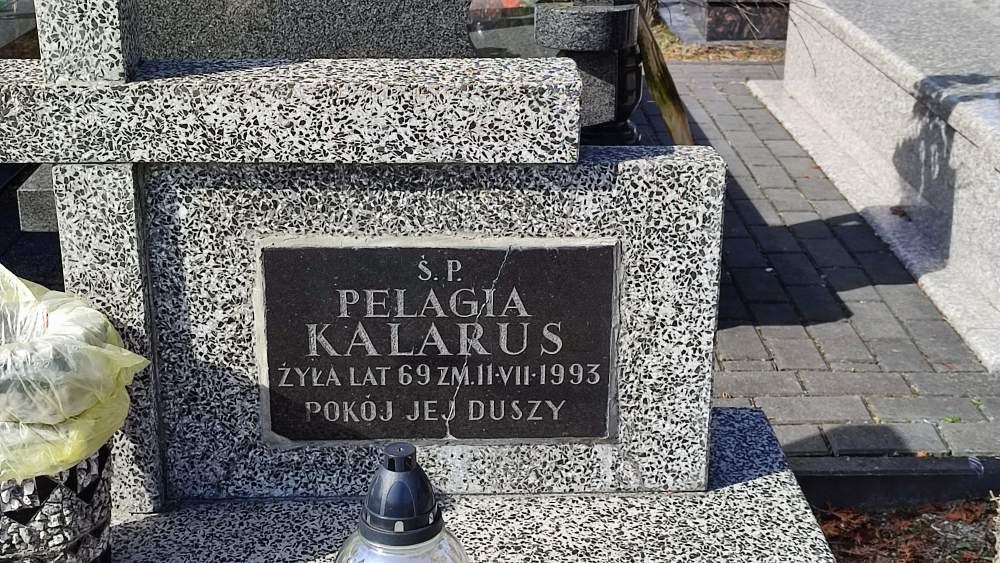 Ś. P.
PELAGIA
KALARUS
ŻYŁA LAT 69 ZM. 11·VII·1993
POKÓJ JEJ DUSZY